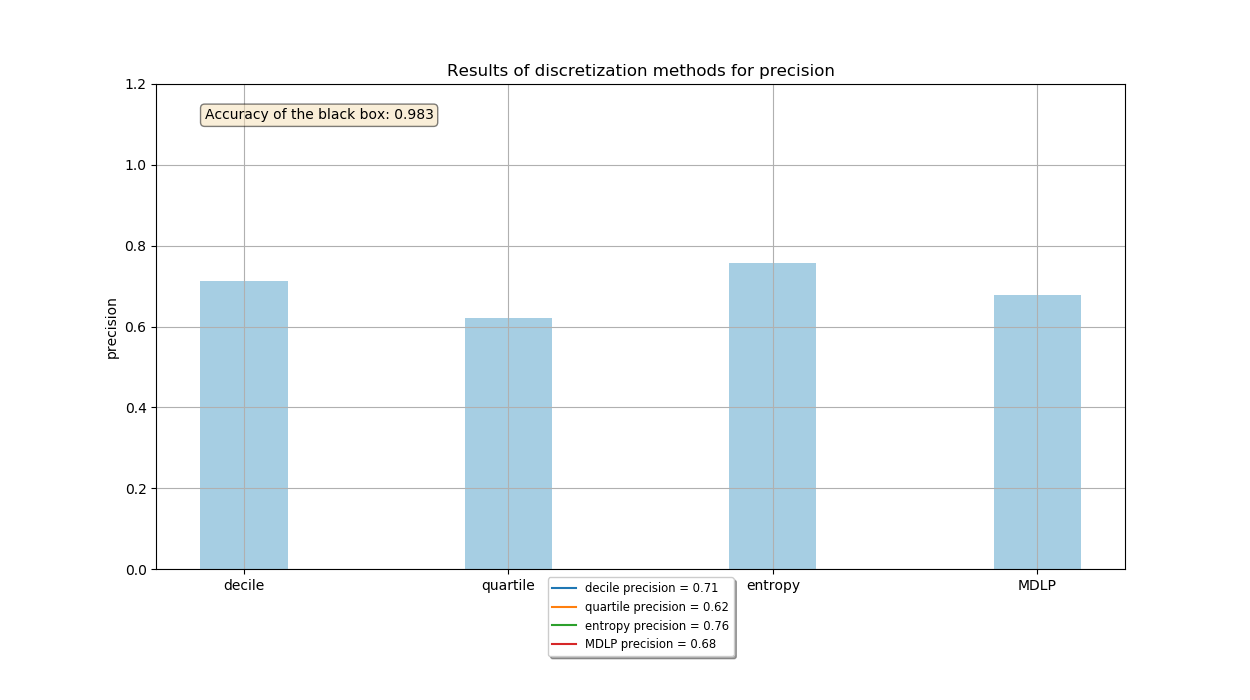 Results of discretization methods for precision
1.2
Accuracy of the black box: 0.983
1.0
0.8
0.6
0.4
0.2
0.0
precision
decile quartile entropy MDLP
decile precision = 0.71
quartile precision = 0.62
entropy precision = 0.76
MDLP precision = 0.68